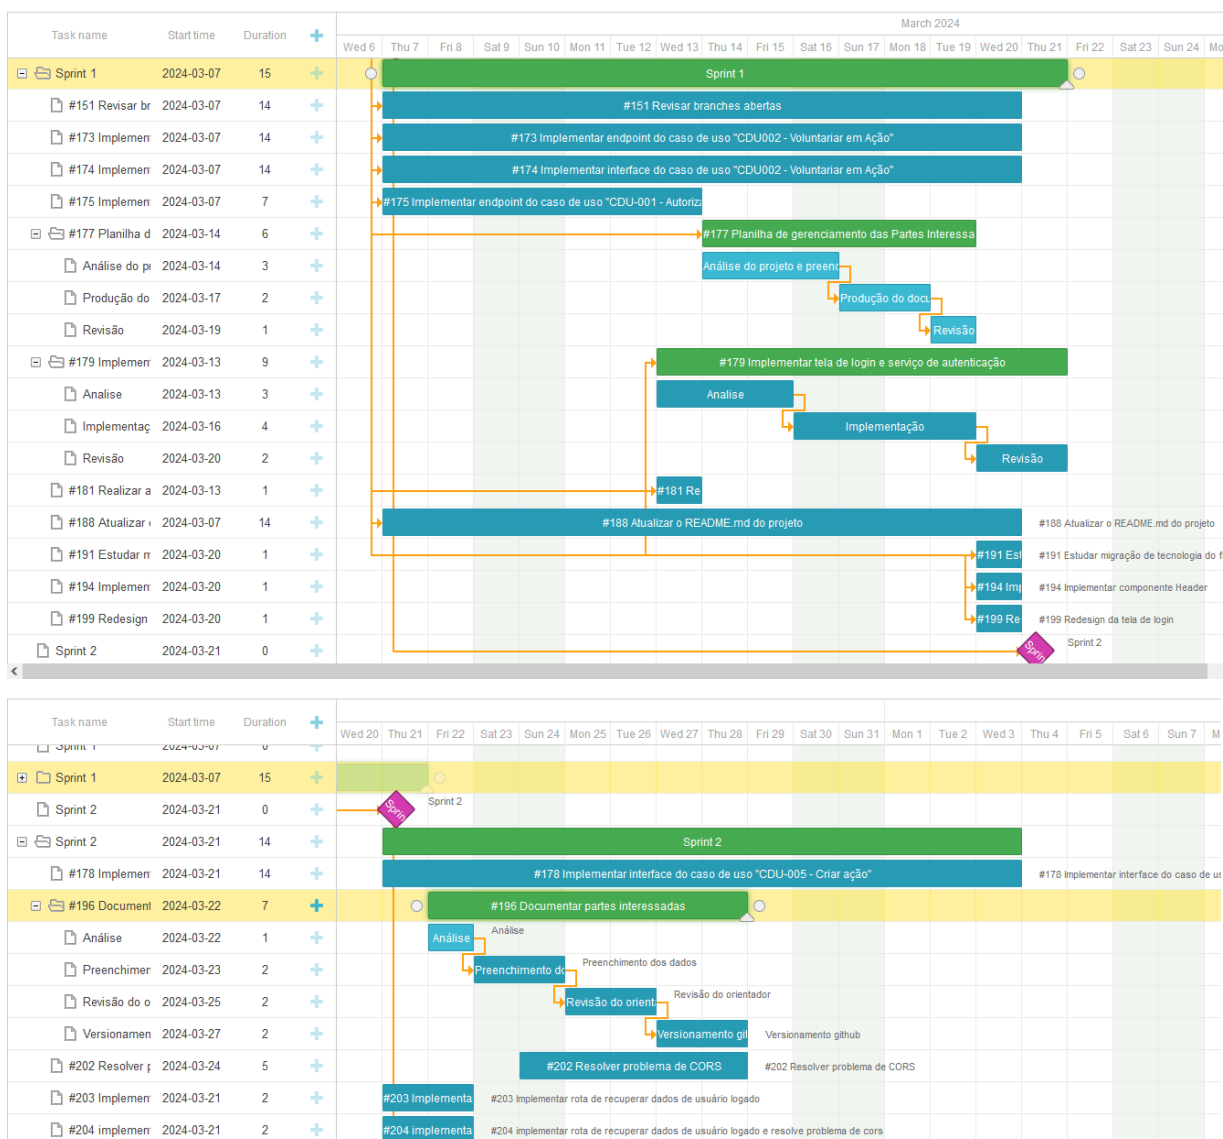 March 2024
Task name Start time Duration
Wed 6 Thu 7 Fri 8 Sat 9 Sun 10 Mon 11 Tue 12 Wed 13 Thu 14 Fri 15 Sat 16 Sun 17 Mon 18 Tue 19 Wed 20 Thu 21 Fri 22 Sat 23 Sun 24 Mo
Sprint 1 2024-03-07 15 Sprint 1
#151 Revisar br 2024-03-07 14 #151 Revisar branches abertas
#173 Implemen 2024-03-07 14 #173 Implementar endpoint do caso de uso "CDU002 - Voluntariar em Ação"
#174 Implemen 2024-03-07 14 #174 Implementar interface do caso de uso "CDU002 - Voluntariar em Ação"
#175 Implemen 2024-03-07 7 #175 Implementar endpoint do caso de uso "CDU-001 - Autoriza
#177 Planilha d 2024-03-14 6 #177 Planilha de gerenciamento das Partes Interessa
Análise do p 2024-03-14 3 Análise do projeto e preenc
Produção do 2024-03-17 2 Produção do docu
Revisão 2024-03-19 1 Revisão
#179 Implemen 2024-03-13 9 #179 Implementar tela de login e serviço de autenticação
Analise 2024-03-13 3 Analise
Implementaç 2024-03-16 4 Implementação
Revisão 2024-03-20 2 Revisão
#181 Realizar a 2024-03-13 1 #181 Re
#188 Atualizar 2024-03-07 14 #188 Atualizar o README.md do projeto #188 Atualizar o README.md do projeto
#191 Estudar m 2024-03-20 1 #191 Est #191 Estudar migração de tecnologia do f
#194 Implemen 2024-03-20 1 #194 Imp #194 Implementar componente Header
#199 Redesign 2024-03-20 1 #199 Re #199 Redesign da tela de login
Sprint 2 2024-03-21 0 Sprin Sprint 2
Task name Start time Duration
Wed 20 Thu 21 Fri 22 Sat 23 Sun 24 Mon 25 Tue 26 Wed 27 Thu 28 Fri 29 Sat 30 Sun 31 Mon 1 Tue 2 Wed 3 Thu 4 Fri 5 Sat 6 Sun 7 M
Sprint 1 2024-03-07 0
Sprint 1 2024-03-07 15
Sprint 2 2024-03-21 0 Sprin Sprint 2
Sprint 2 2024-03-21 14 Sprint 2
#178 Implemen 2024-03-21 14 #178 Implementar interface do caso de uso "CDU-005 - Criar ação" #178 Implementar interface do caso de us
#196 Document 2024-03-22 7 #196 Documentar partes interessadas
Análise 2024-03-22 1 Análise Análise
Preenchimen 2024-03-23 2 Preenchimento do Preenchimento dos dados
Revisão do o 2024-03-25 2 Revisão do orienta Revisão do orientador
Versionamen 2024-03-27 2 Versionamento git Versionamento github
#202 Resolver p 2024-03-24 5 #202 Resolver problema de CORS #202 Resolver problema de CORS
#203 Implemen 2024-03-21 2 #203 Implementa #203 Implementar rota de recuperar dados de usuário logado
#204 implemen 2024-03-21 2 #204 implementa #204 implementar rota de recuperar dados de usuário logado e resolve problema de cors